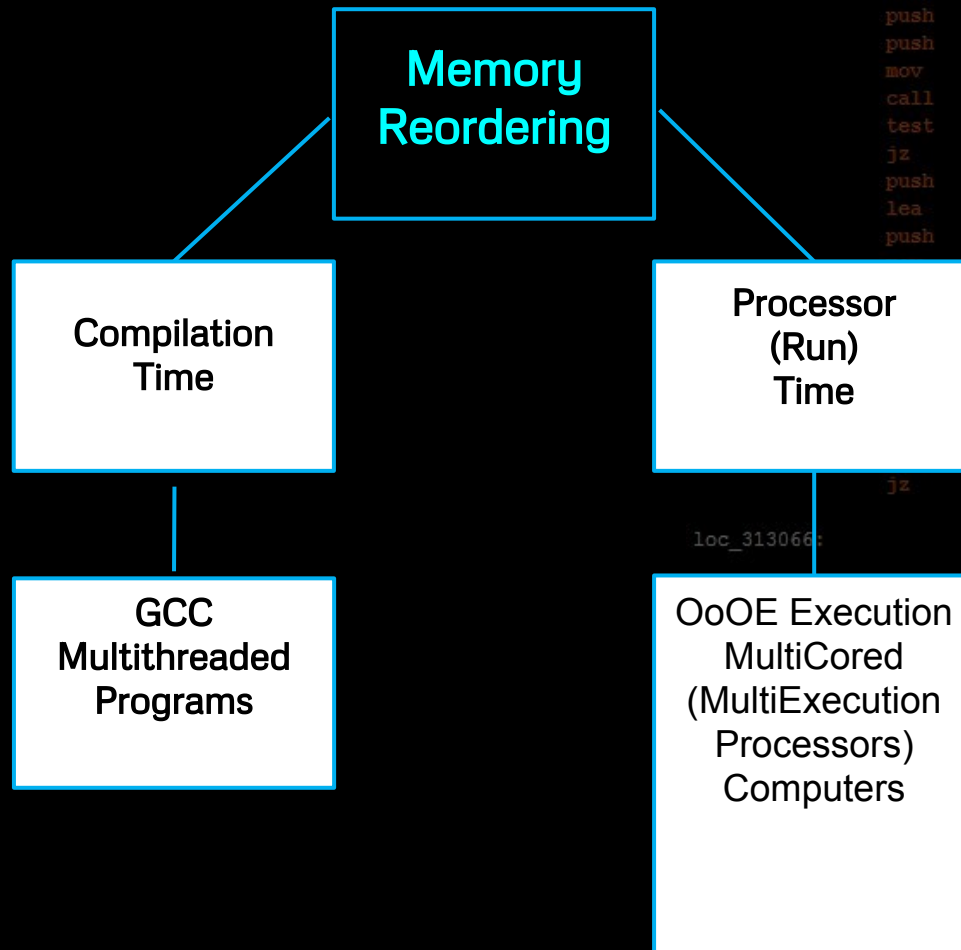 Memory
Reordering
push
push
mov
call
test
jz
push
lea
push
Compilation
Time
Processor
(Run)
Time
jz
loc_313066:
GCC
Multithreaded
Programs
OoOE Execution
MultiCored
(MultiExecution
Processors)
Computers